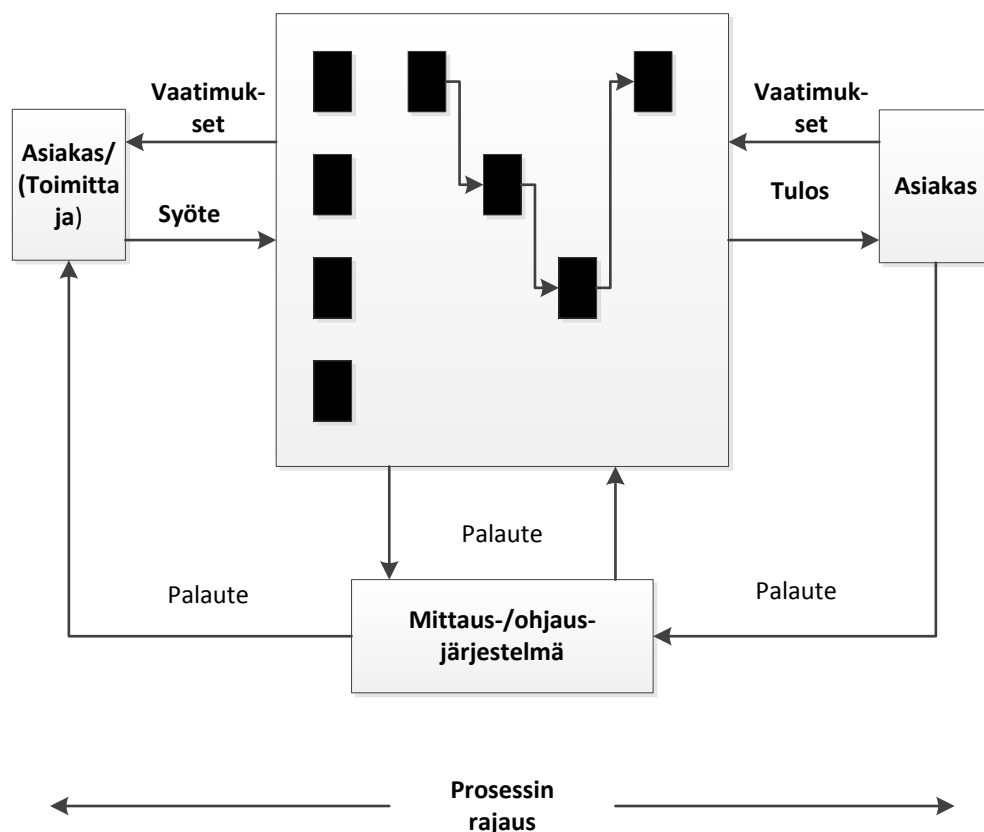 Vaatimuk-
set
Asiakas/
(Toimitta
ja)
Syöte
Vaatimuk-
set
Tulos
Asiakas
Palaute
Palaute
Palaute
Mittaus-/ohjaus-
järjestelmä
Prosessin
rajaus